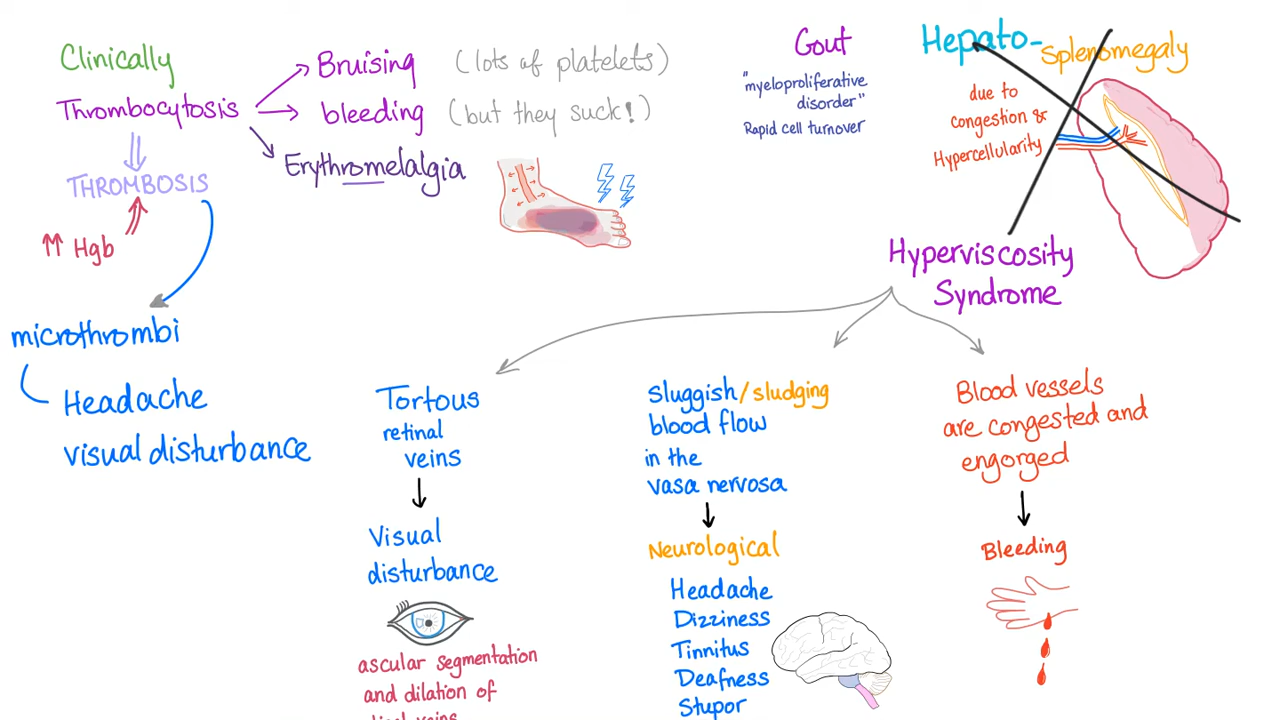 Clinically
Thrombocytosis
THROMBOSIS
↑↑ Hgb
microthrombi
Headache
visual disturbance
Bruising (lots of platelets)
bleeding (but they suck!)
Erythromelalgia
Gout
"myeloproliferative
disorder"
Rapid cell turnover
Hepato-
Splenomegaly
due to
congestion &
Hypercellularity
Hyperviscosity
Syndrome
Tortous
retinal
veins
Visual
disturbance
ascular segmentation
and dilation of
Sluggish/sludging
blood flow
in the
vasa nervosa
Neurological
Headache
Dizziness
Tinnitus
Deafness
Stupor
Blood vessels
are congested and
engorged
Bleeding